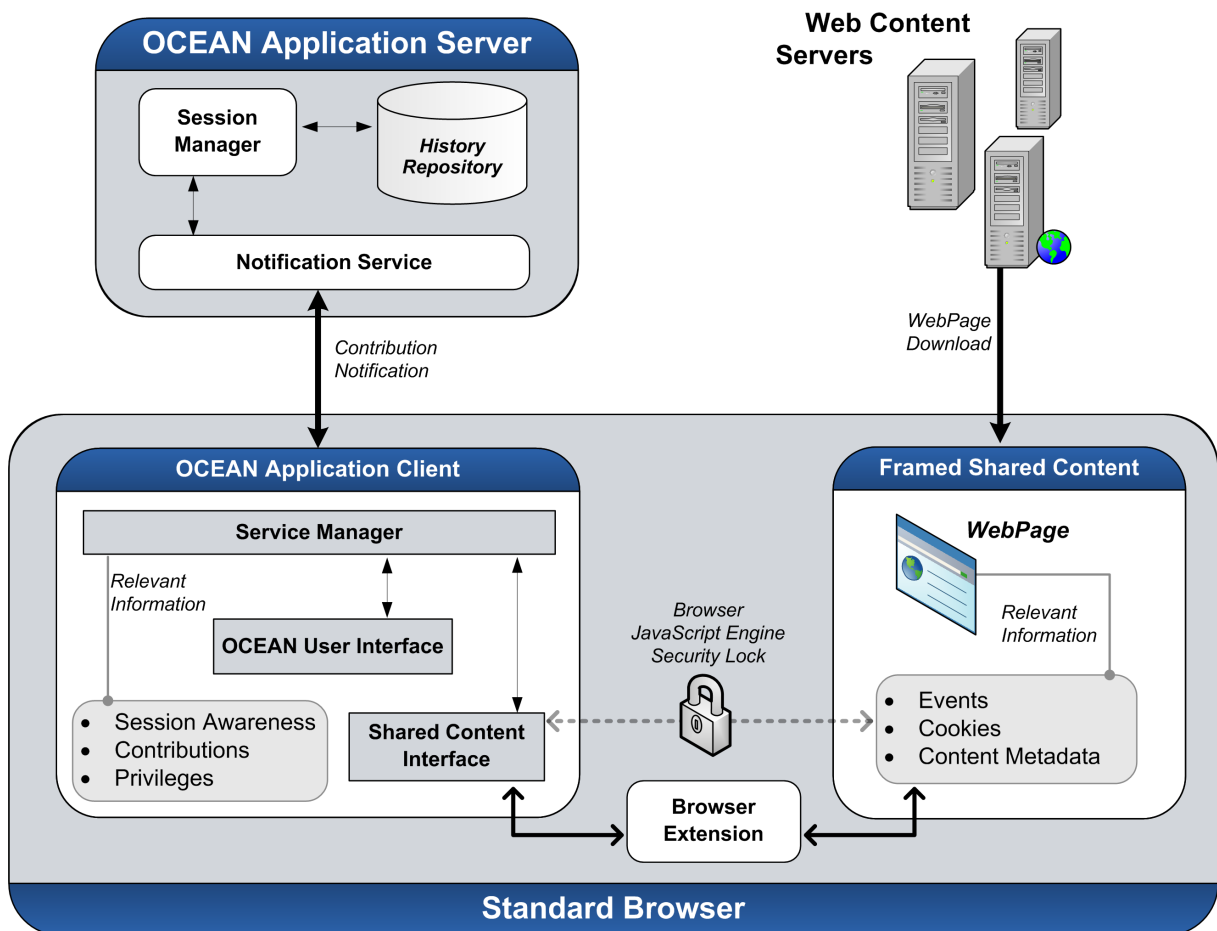 OCEAN Application Server
Session
Manager
History
Repository
Notification Service
Web Content
Servers
Contribution
Notification
WebPage
Download
OCEAN Application Client
Service Manager
Relevant
Information
OCEAN User Interface
• Session Awareness
• Contributions
• Privileges
Shared Content
Interface
Browser
JavaScript Engine
Security Lock
Browser
Extension
Framed Shared Content
WebPage
Relevant
Information
• Events
• Cookies
• Content Metadata
Standard Browser